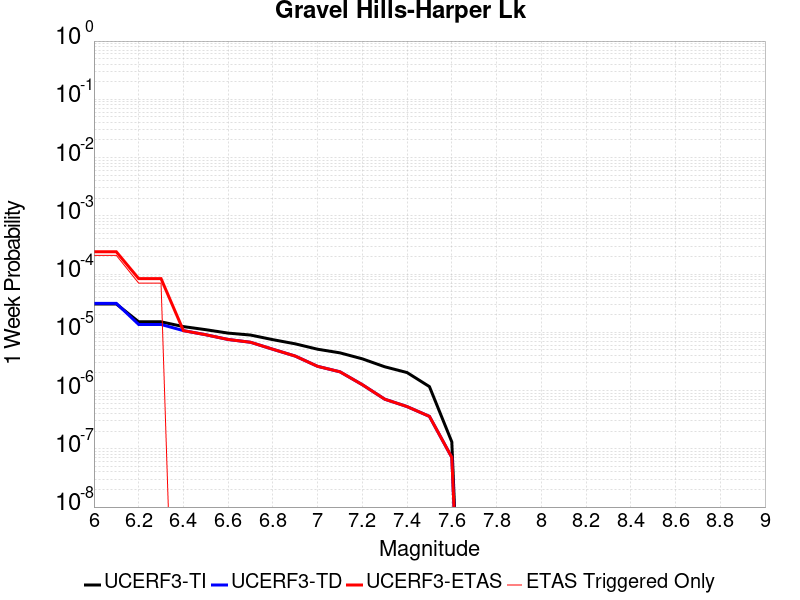 Gravel Hills-Harper Lk
10^0
10^-1
10^-2
10^-3
10^-4
10^-5
10^-6
10^-7
10^-8
1 Week Probability
6 6.2 6.4 6.6 6.8 7 7.2 7.4 7.6 7.8 8 8.2 8.4 8.6 8.8 9
Magnitude
UCERF3-TI UCERF3-TD UCERF3-ETAS ETAS Triggered Only